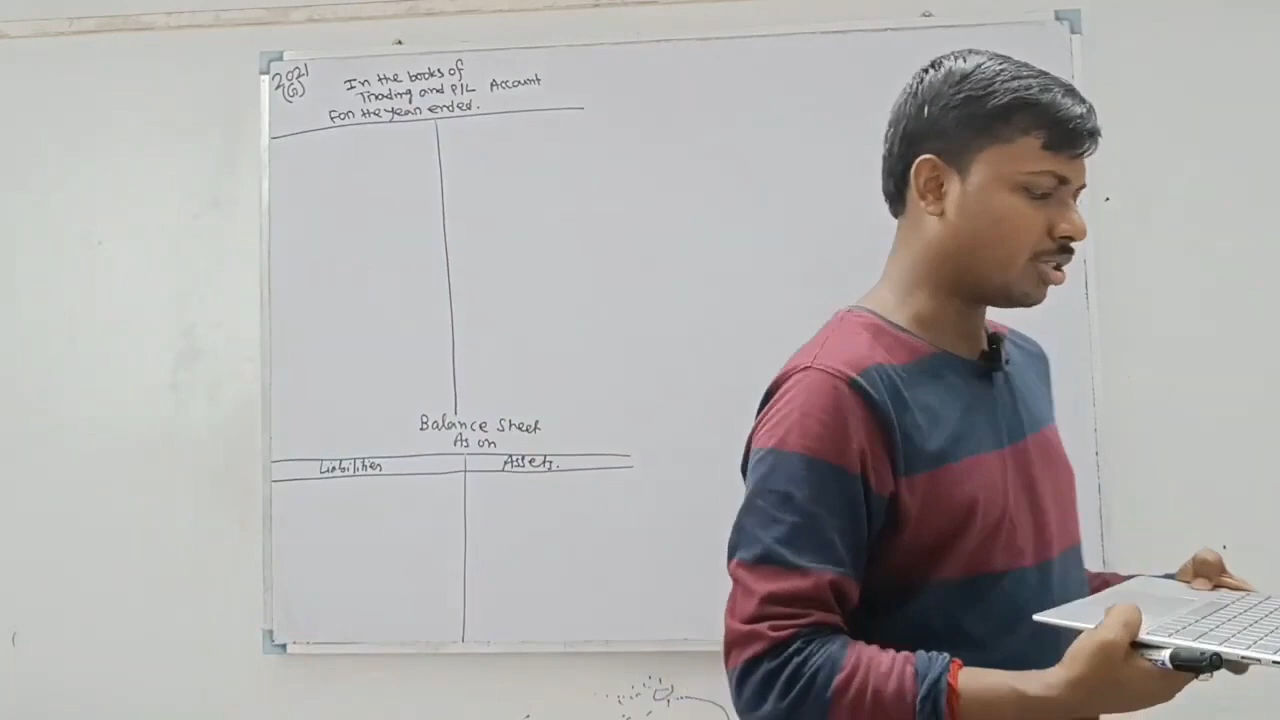 2021
(G)
In the books of
Trading and P/L Account
For the year ended.
Balance Sheet
As on
Liabilities
Assets.